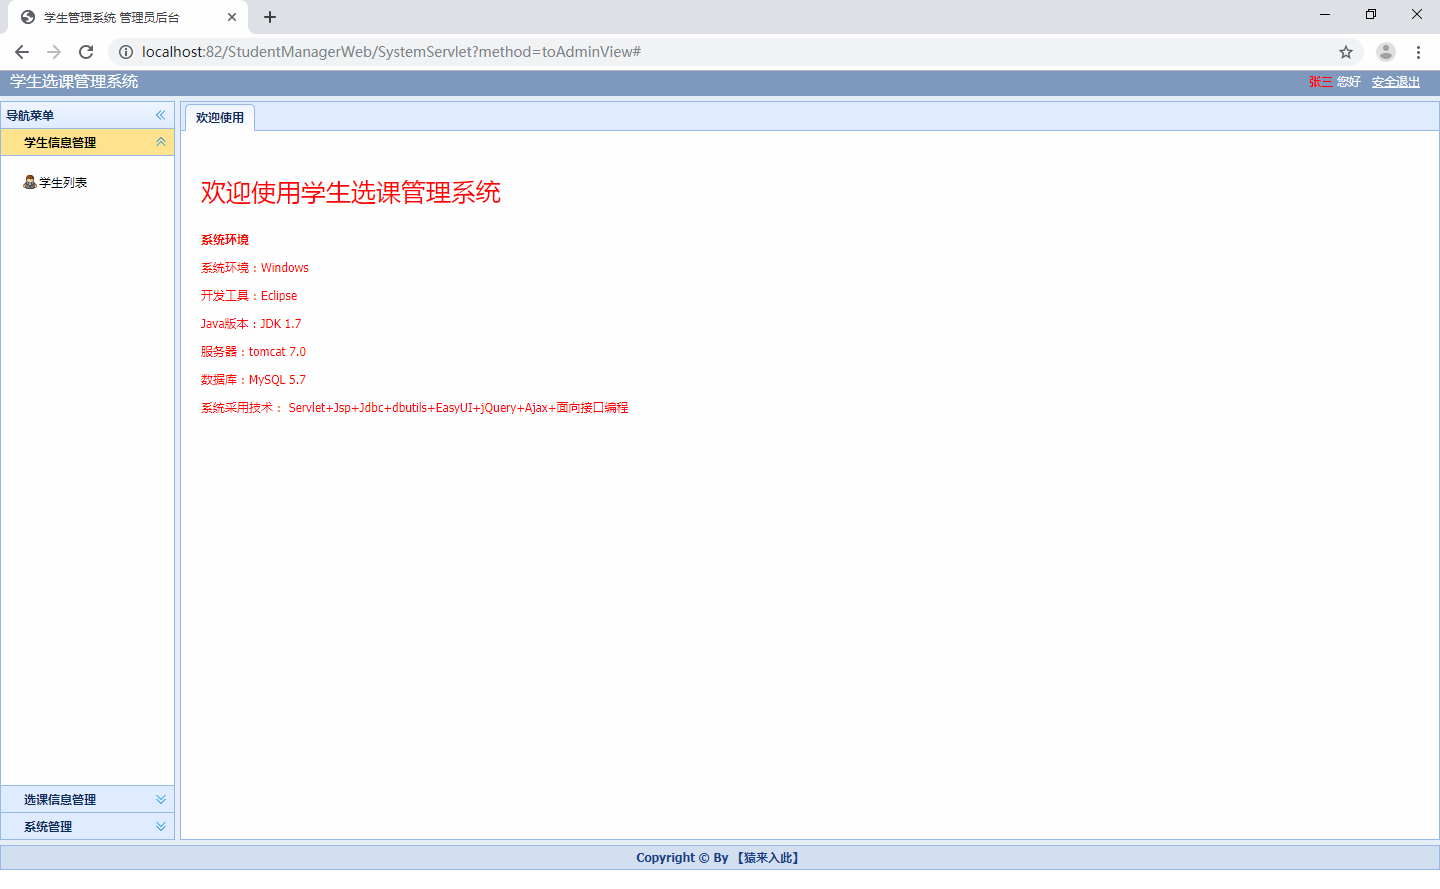 学生管理系统 管理员后台
localhost:82/StudentManagerWeb/SystemServlet?method=toAdminView#
学生选课管理系统
张三 您好 安全退出
导航菜单
欢迎使用
学生信息管理
学生列表
欢迎使用学生选课管理系统
系统环境
系统环境：Windows
开发工具：Eclipse
Java版本：JDK 1.7
服务器：tomcat 7.0
数据库：MySQL 5.7
系统采用技术： Servlet+Jsp+Jdbc+dbutils+EasyUI+jQuery+Ajax+面向接口编程
选课信息管理
系统管理
Copyright © By 【猿来入此】